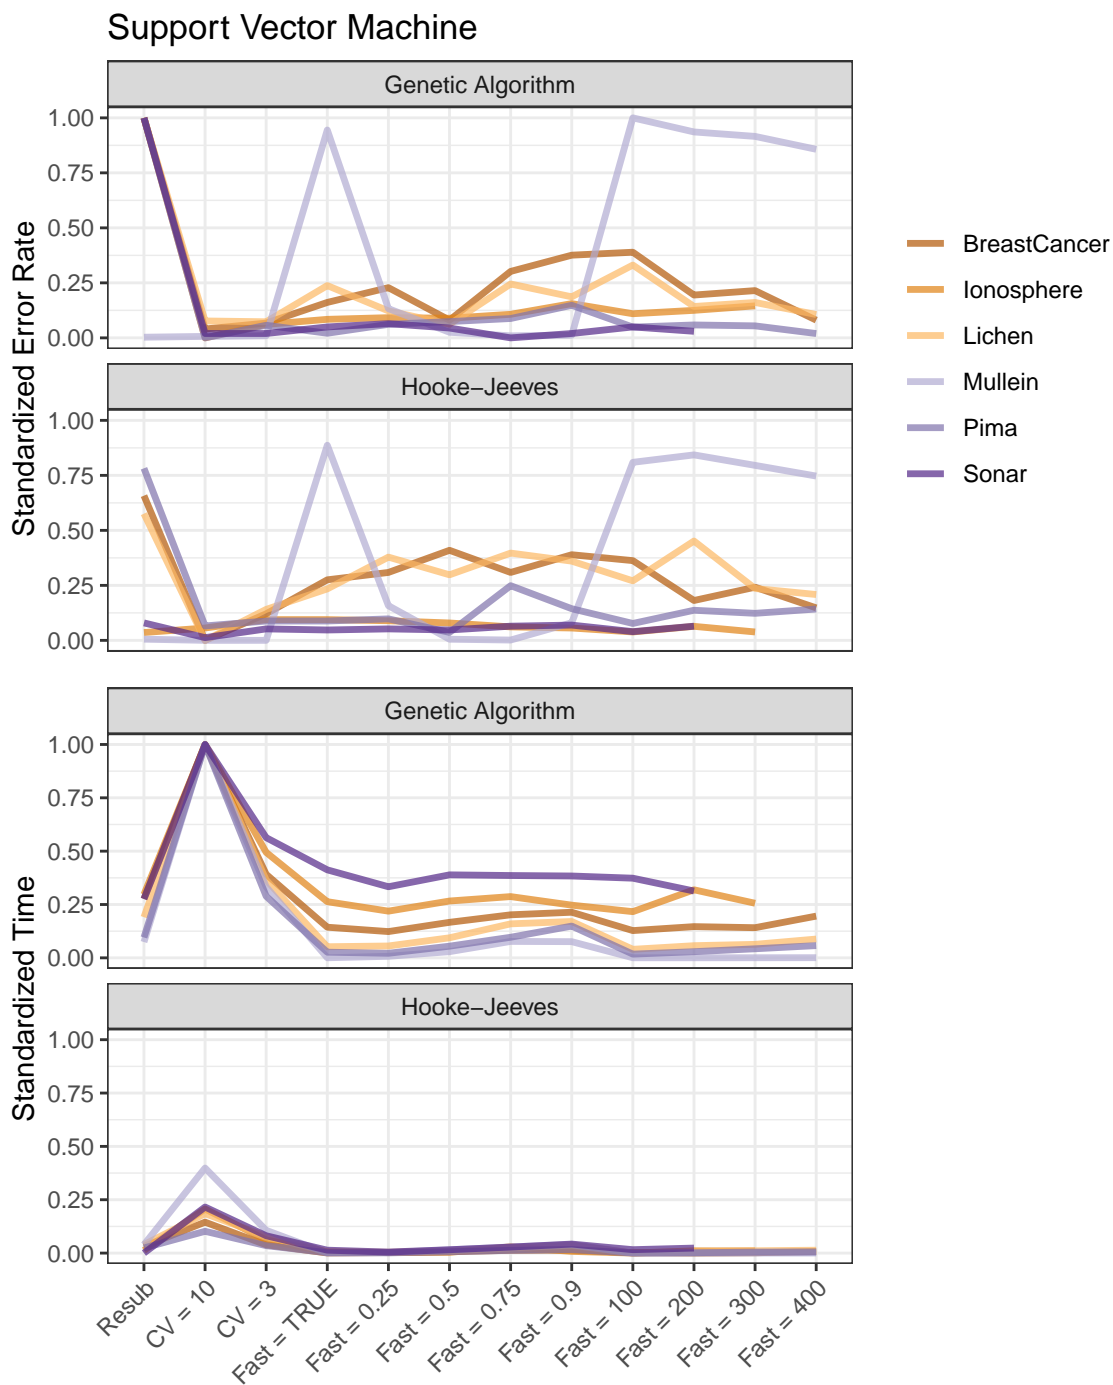 Support Vector Machine
Genetic Algorithm
1.00
0.75
0.50
0.25
0.00
Hooke−Jeeves
1.00
0.75
0.50
0.25
0.00
Standardized Error Rate
BreastCancer
Ionosphere
Lichen
Mullein
Pima
Sonar
Genetic Algorithm
1.00
0.75
0.50
0.25
0.00
Hooke−Jeeves
1.00
0.75
0.50
0.25
0.00
Standardized Time
Resub
CV = 10
CV = 3
Fast = TRUE
Fast = 0.25
Fast = 0.5
Fast = 0.75
Fast = 0.9
Fast = 100
Fast = 200
Fast = 300
Fast = 400